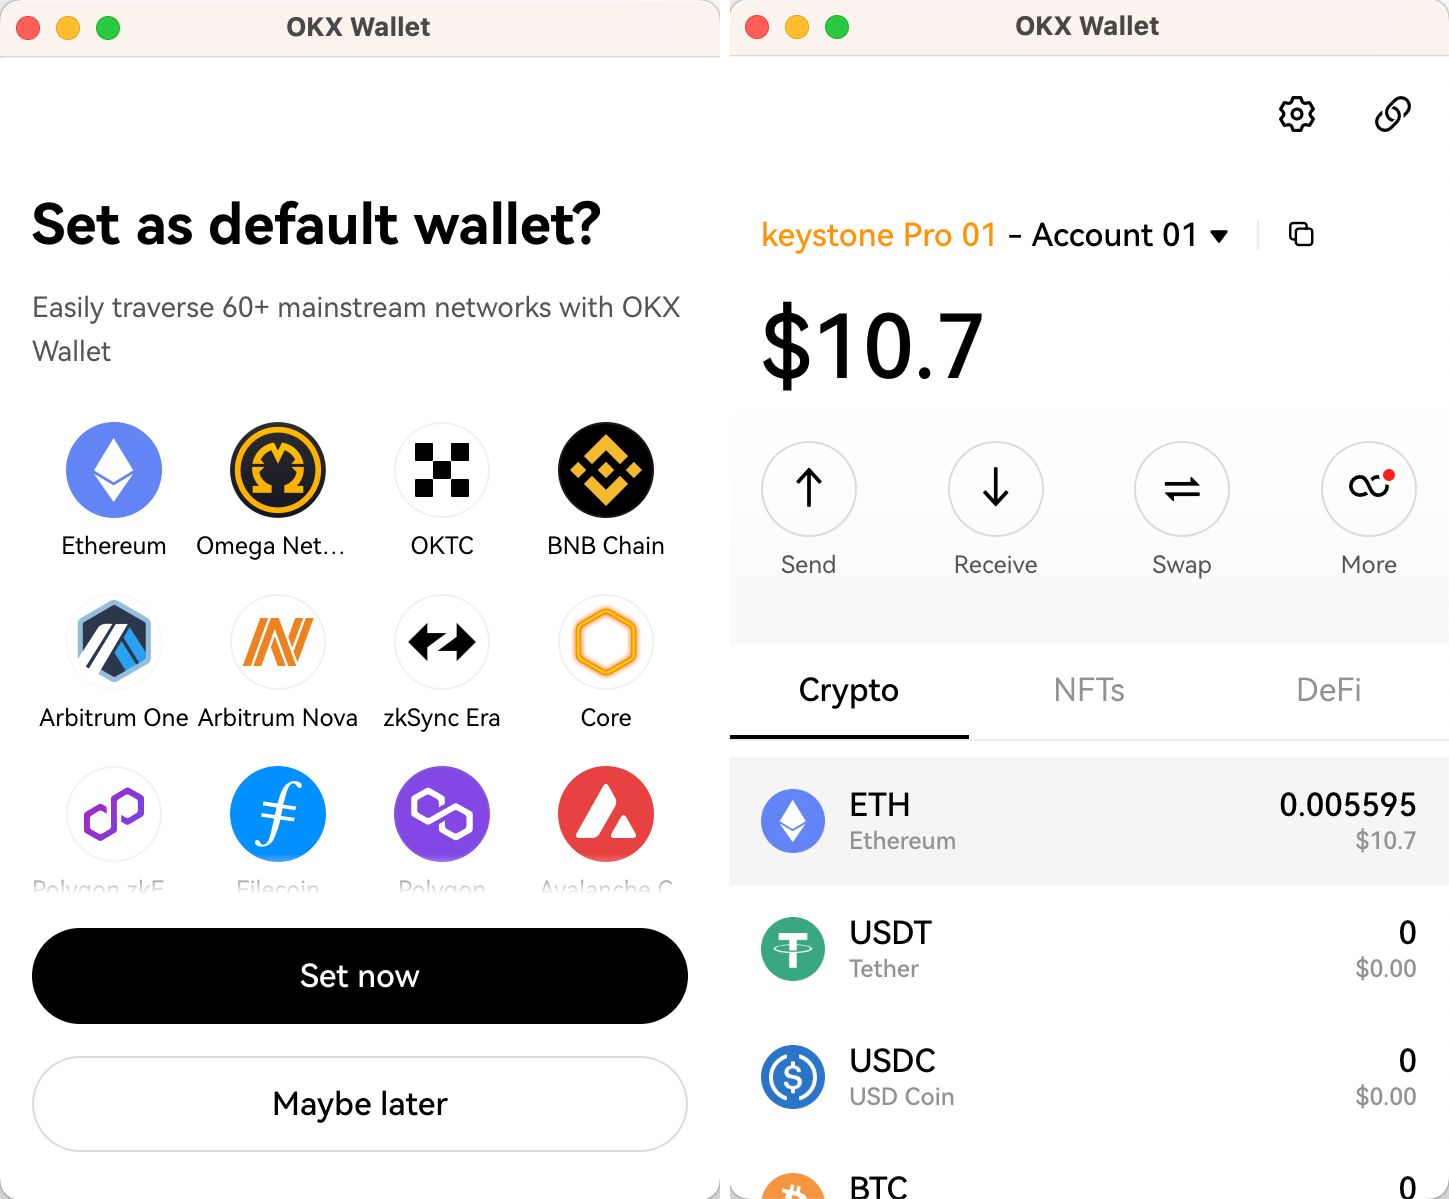 OKX Wallet
Set as default wallet?
Easily traverse 60+ mainstream networks with OKX
Wallet
Ethereum
Omega Net...
OKTC
BNB Chain
Arbitrum One
Arbitrum Nova
zkSync Era
Core
Polygon zkE
Filecoin
Polygon
Avalanche C
Set now
Maybe later
OKX Wallet
keystone Pro 01 - Account 01
$10.7
Send
Receive
Swap
More
Crypto
NFTs
DeFi
ETH
0.005595
Ethereum
$10.7
USDT
0
Tether
$0.00
USDC
0
USD Coin
$0.00
BTC
0